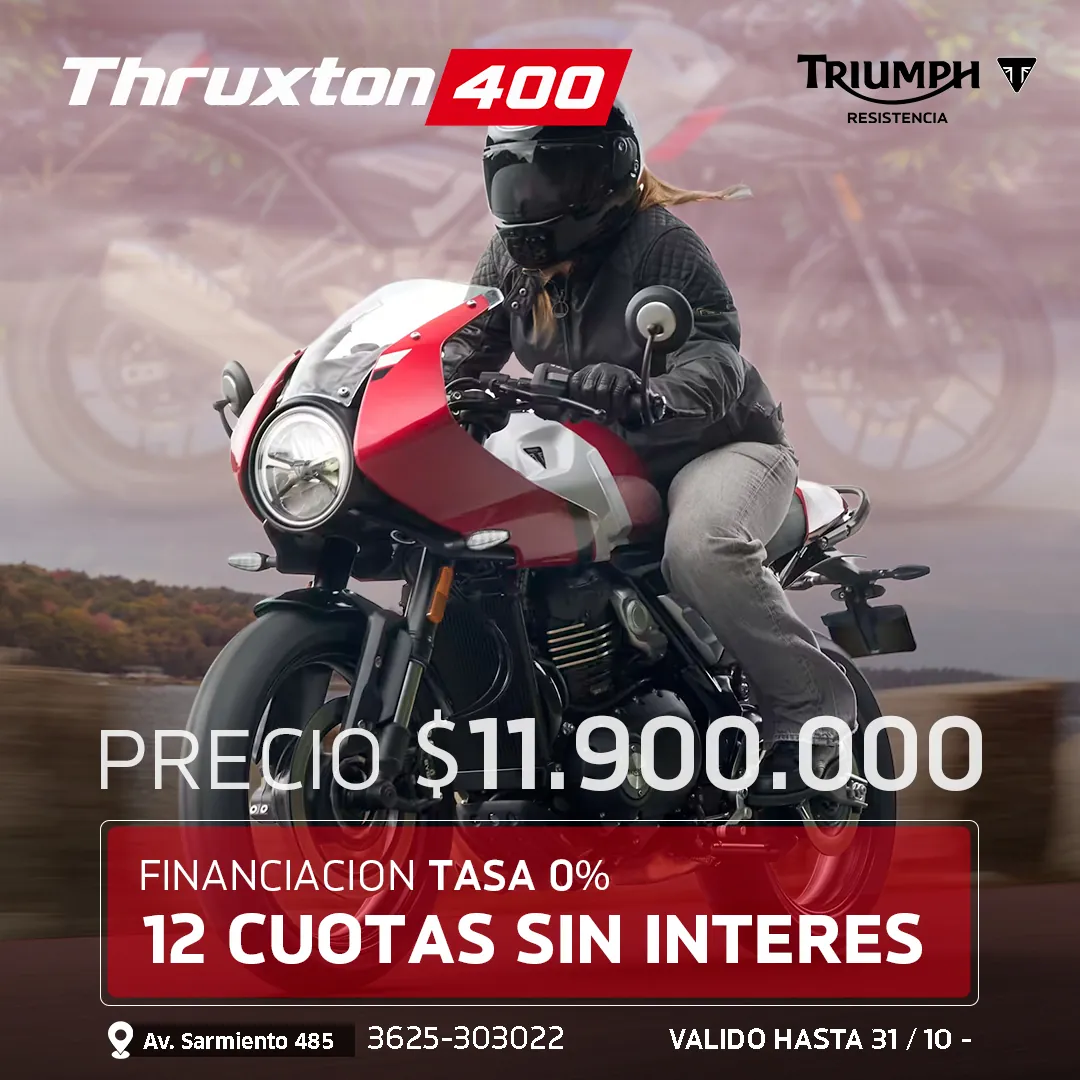 Thruxton 400
TRIUMPH
RESISTENCIA
PRECIO $11.900.000
FINANCIACION TASA 0%
12 CUOTAS SIN INTERES
Av. Sarmiento 485 3625-303022 VALIDO HASTA 31 / 10 -